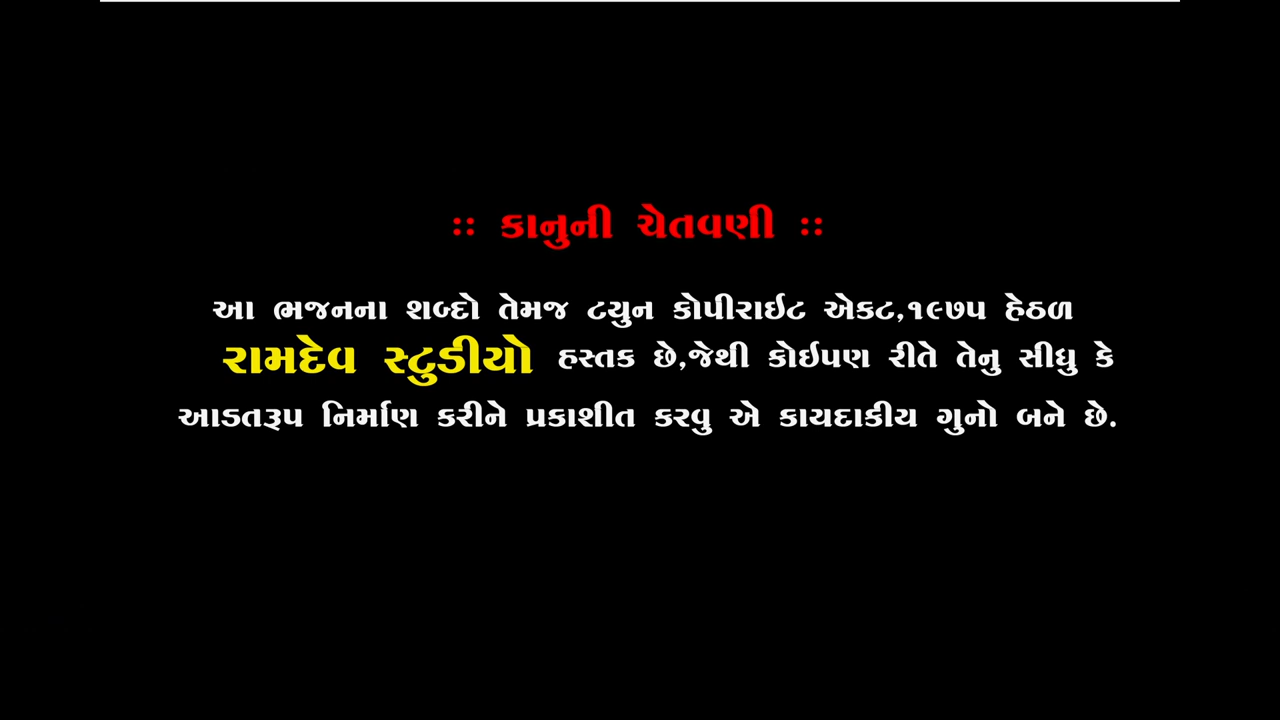 :: કાનુની ચેતવણી ::
આ ભજનના શબ્દો તેમજ ટયુન કોપીરાઈટ એકટ,૧૯૭૫ હેઠળ
રામદેવ સ્ટુડીયો હસ્તક છે,જેથી કોઈપણ રીતે તેનુ સીધુ કે
આડતરૂપ નિર્માણ કરીને પ્રકાશીત કરવુ એ કાયદાકીય ગુનો બને છે.